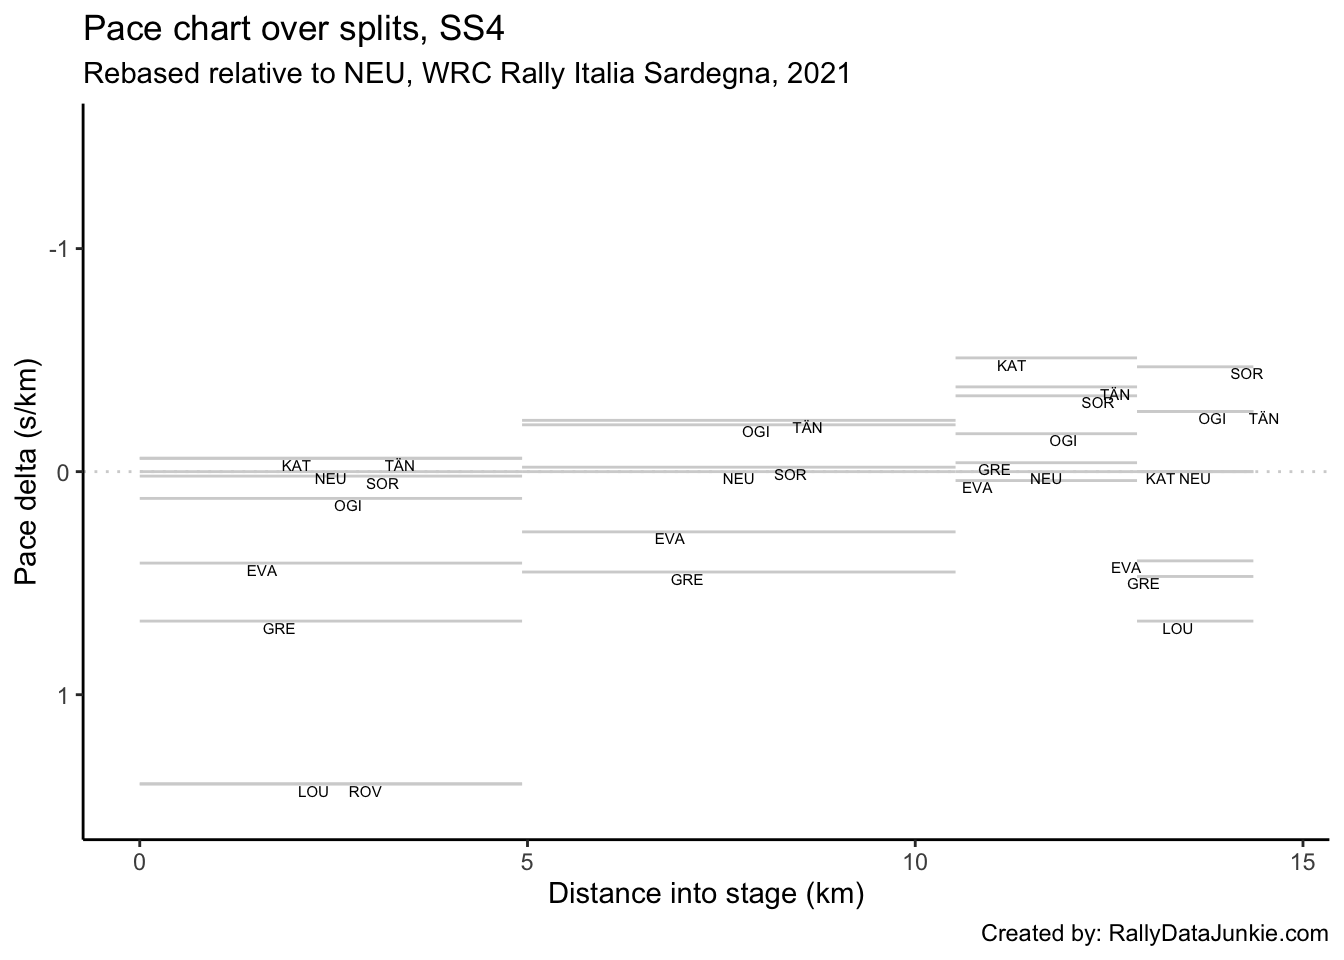 Pace chart over splits, SS4
Rebased relative to NEU, WRC Rally Italia Sardegna, 2021
Pace delta (s/km)
-1
0
1
KAT
SOR
TÄN
SOR
OGI TÄN
OGI TÄN
OGI
KAT TÄN
GRE
NEU SOR
NEU SOR
NEU
KAT NEU
EVA
OGI
EVA
EVA
EVA
GRE
GRE
GRE
LOU
LOU ROV
0 5 10 15
Distance into stage (km)
Created by: RallyDataJunkie.com